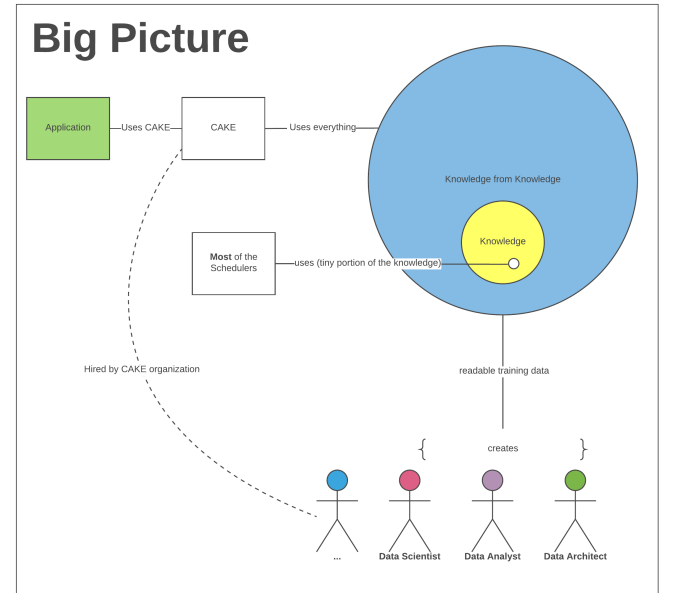 Big Picture
Application
Uses CAKE
CAKE
Uses everything
Knowledge from Knowledge
Knowledge
Most of the
Schedulers
uses (tiny portion of the knowledge)
Hired by CAKE organization
readable training data
{ creates }
...
Data Scientist
Data Analyst
Data Architect